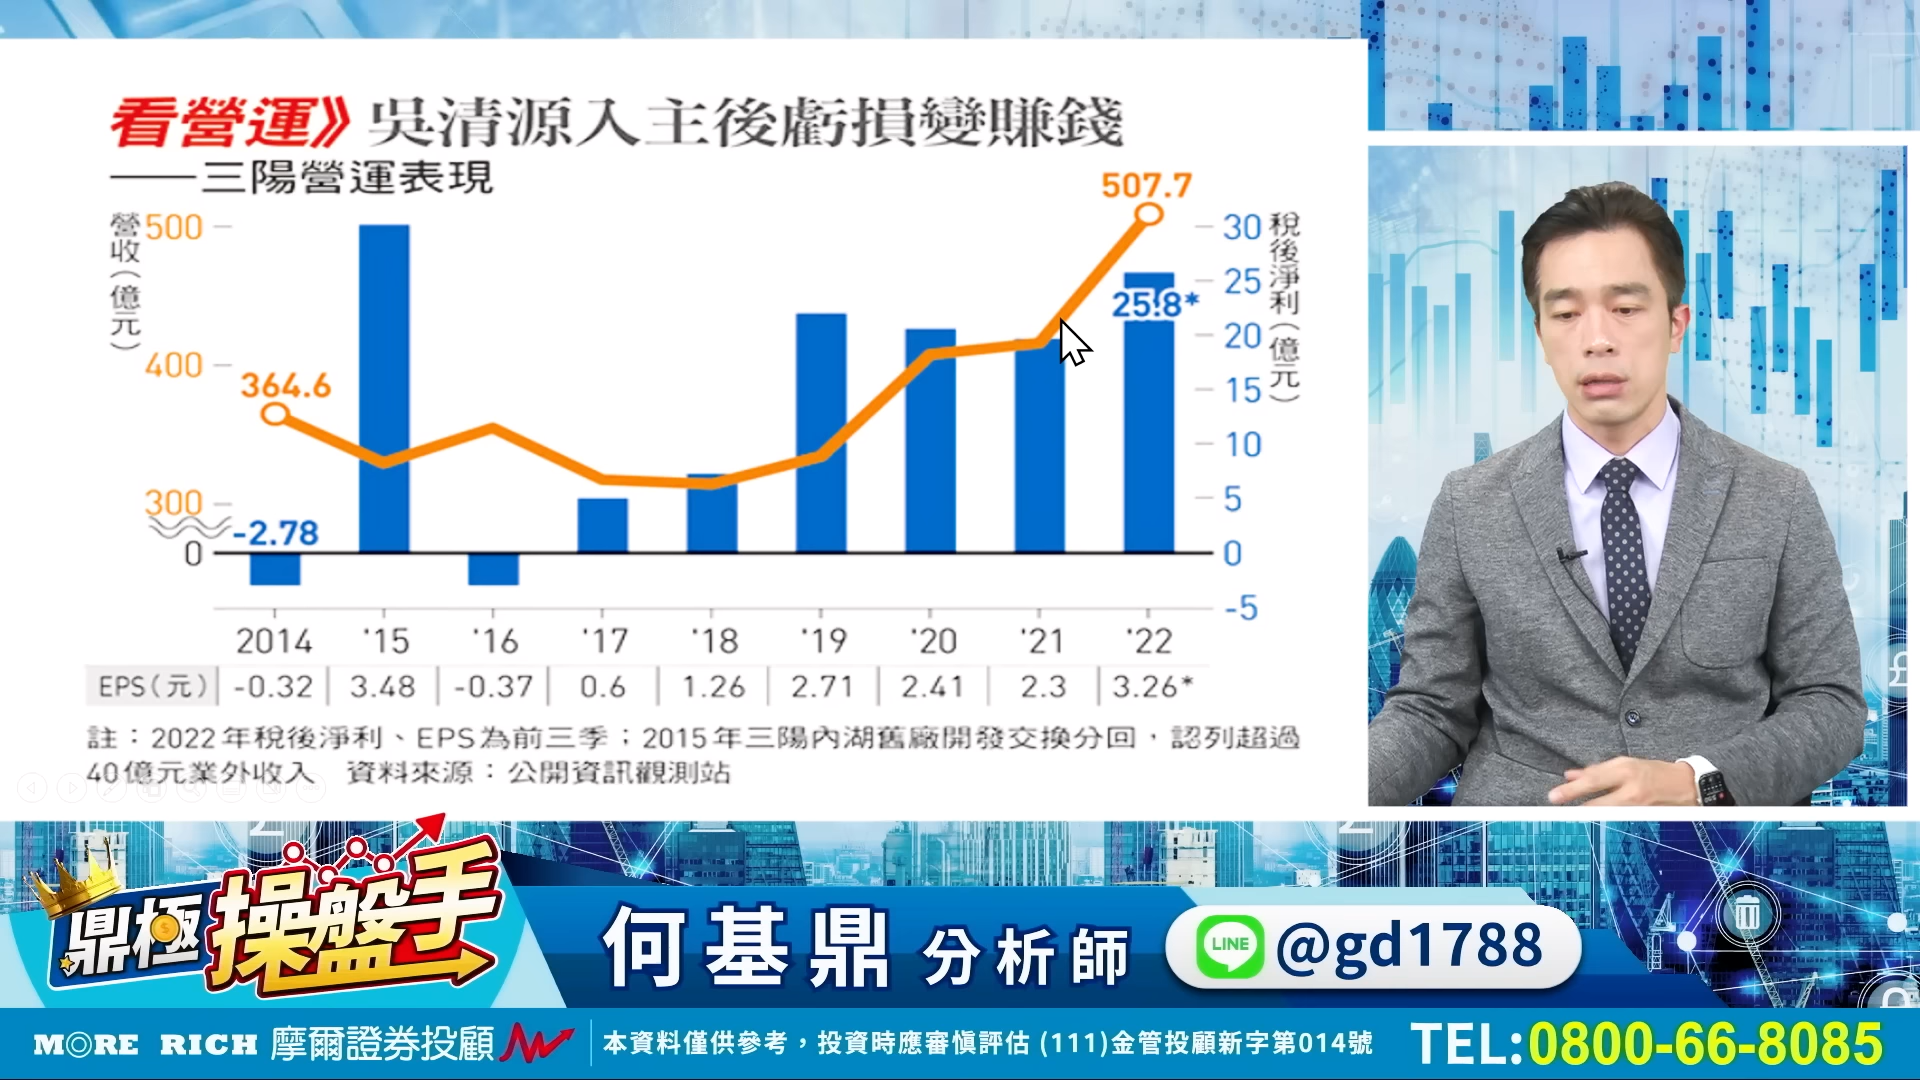 看營運》吳清源入主後虧損變賺錢
——三陽營運表現
營收(億元)
500
400
300
0
稅後淨利(億元)
30
25
20
15
10
5
0
-5
364.6
507.7
-2.78
25.8*
2014 '15 '16 '17 '18 '19 '20 '21 '22
EPS(元) -0.32 3.48 -0.37 0.6 1.26 2.71 2.41 2.3 3.26*
註：2022年稅後淨利、EPS為前三季；2015年三陽內湖舊廠開發交換分回，認列超過
40億元業外收入 資料來源：公開資訊觀測站
鼎極操盤手
何基鼎 分析師
LINE @gd1788
MORE RICH 摩爾證券投顧
本資料僅供參考，投資時應審慎評估 (111)金管投顧新字第014號
TEL:0800-66-8085